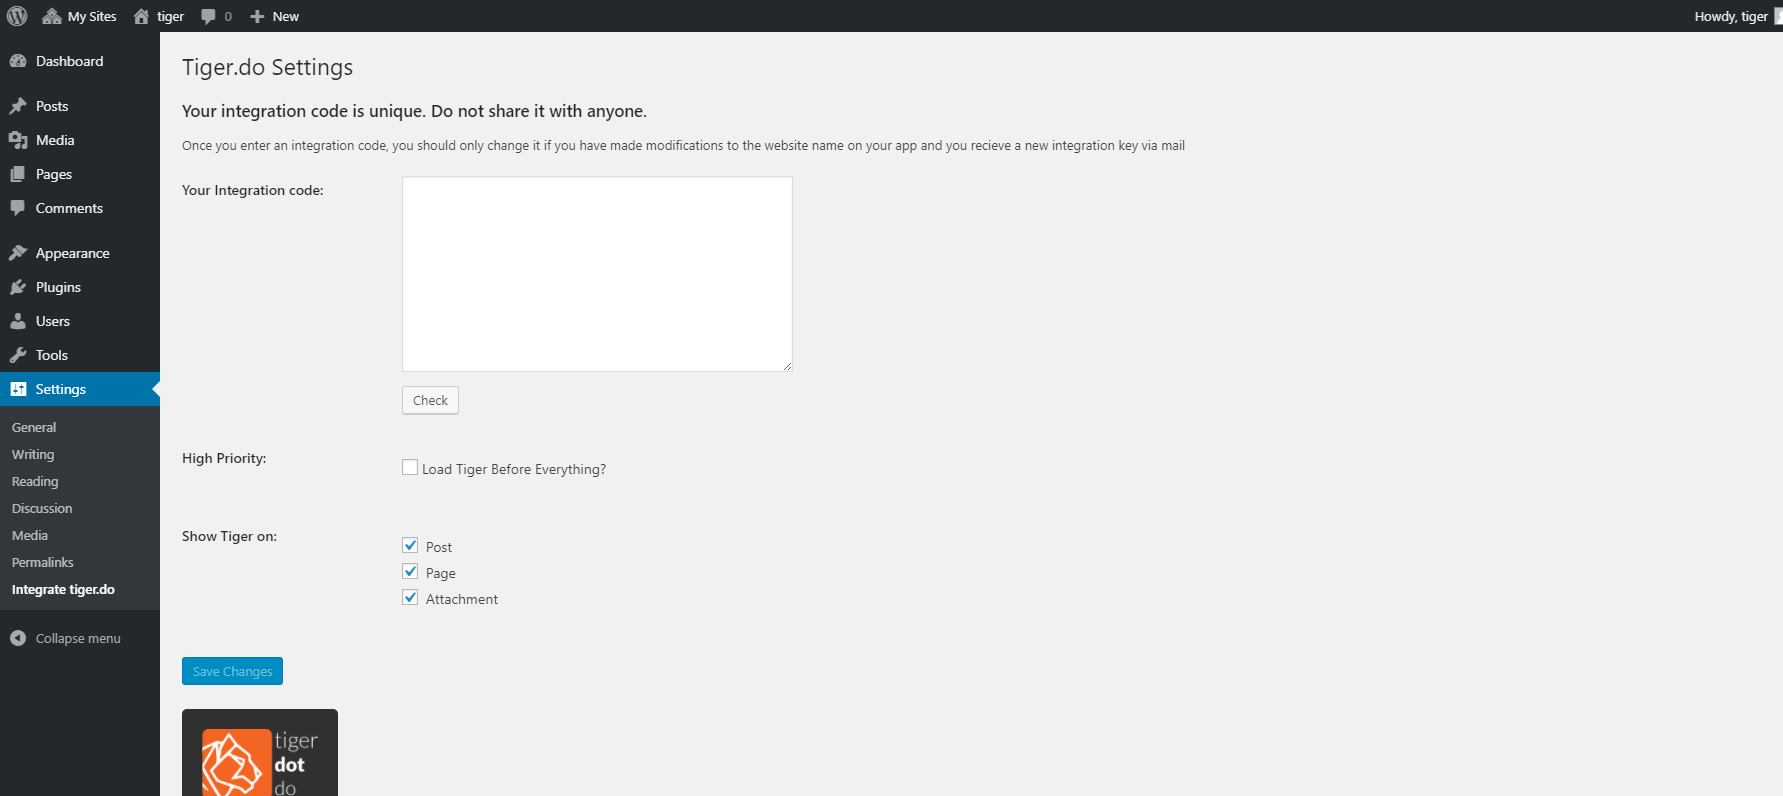 My Sites
tiger
0
New
Howdy, tiger
Dashboard
Posts
Media
Pages
Comments
Appearance
Plugins
Users
Tools
Settings
General
Writing
Reading
Discussion
Media
Permalinks
Integrate tiger.do
Collapse menu
Tiger.do Settings
Your integration code is unique. Do not share it with anyone.
Once you enter an integration code, you should only change it if you have made modifications to the website name on your app and you recieve a new integration key via mail
Your Integration code:
Check
High Priority:
Load Tiger Before Everything?
Show Tiger on:
Post
Page
Attachment
Save Changes
tiger
dot
do